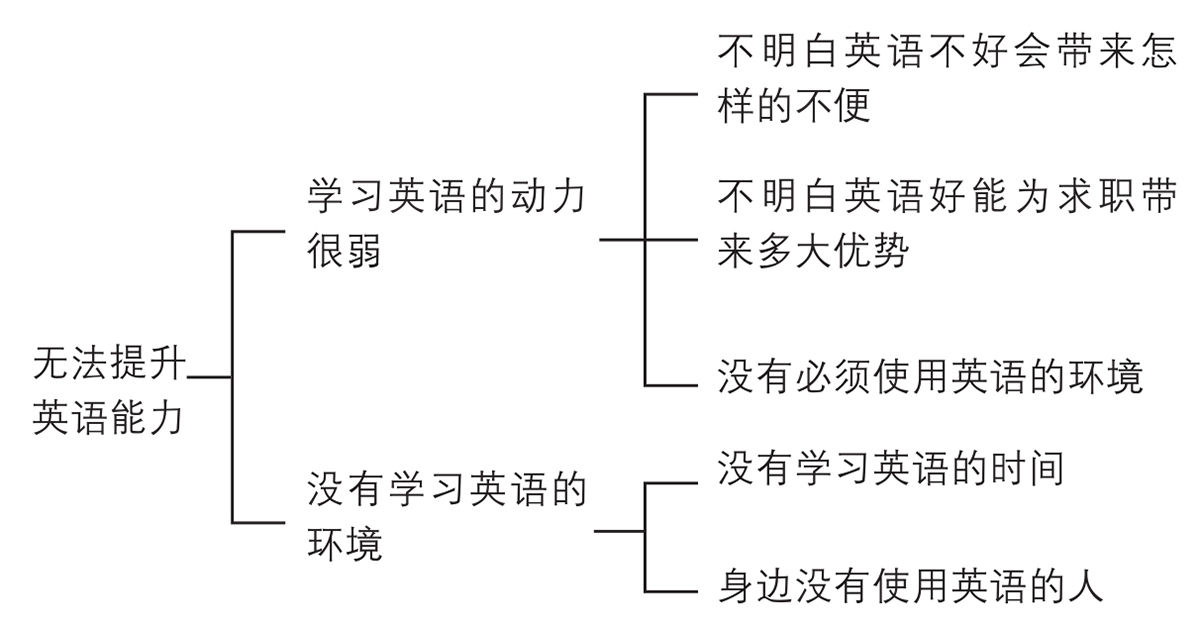 无法提升
英语能力
学习英语的动力
很弱
不明白英语不好会带来怎
样的不便
不明白英语好能为求职带
来多大优势
没有必须使用英语的环境
没有学习英语的
环境
没有学习英语的时间
身边没有使用英语的人